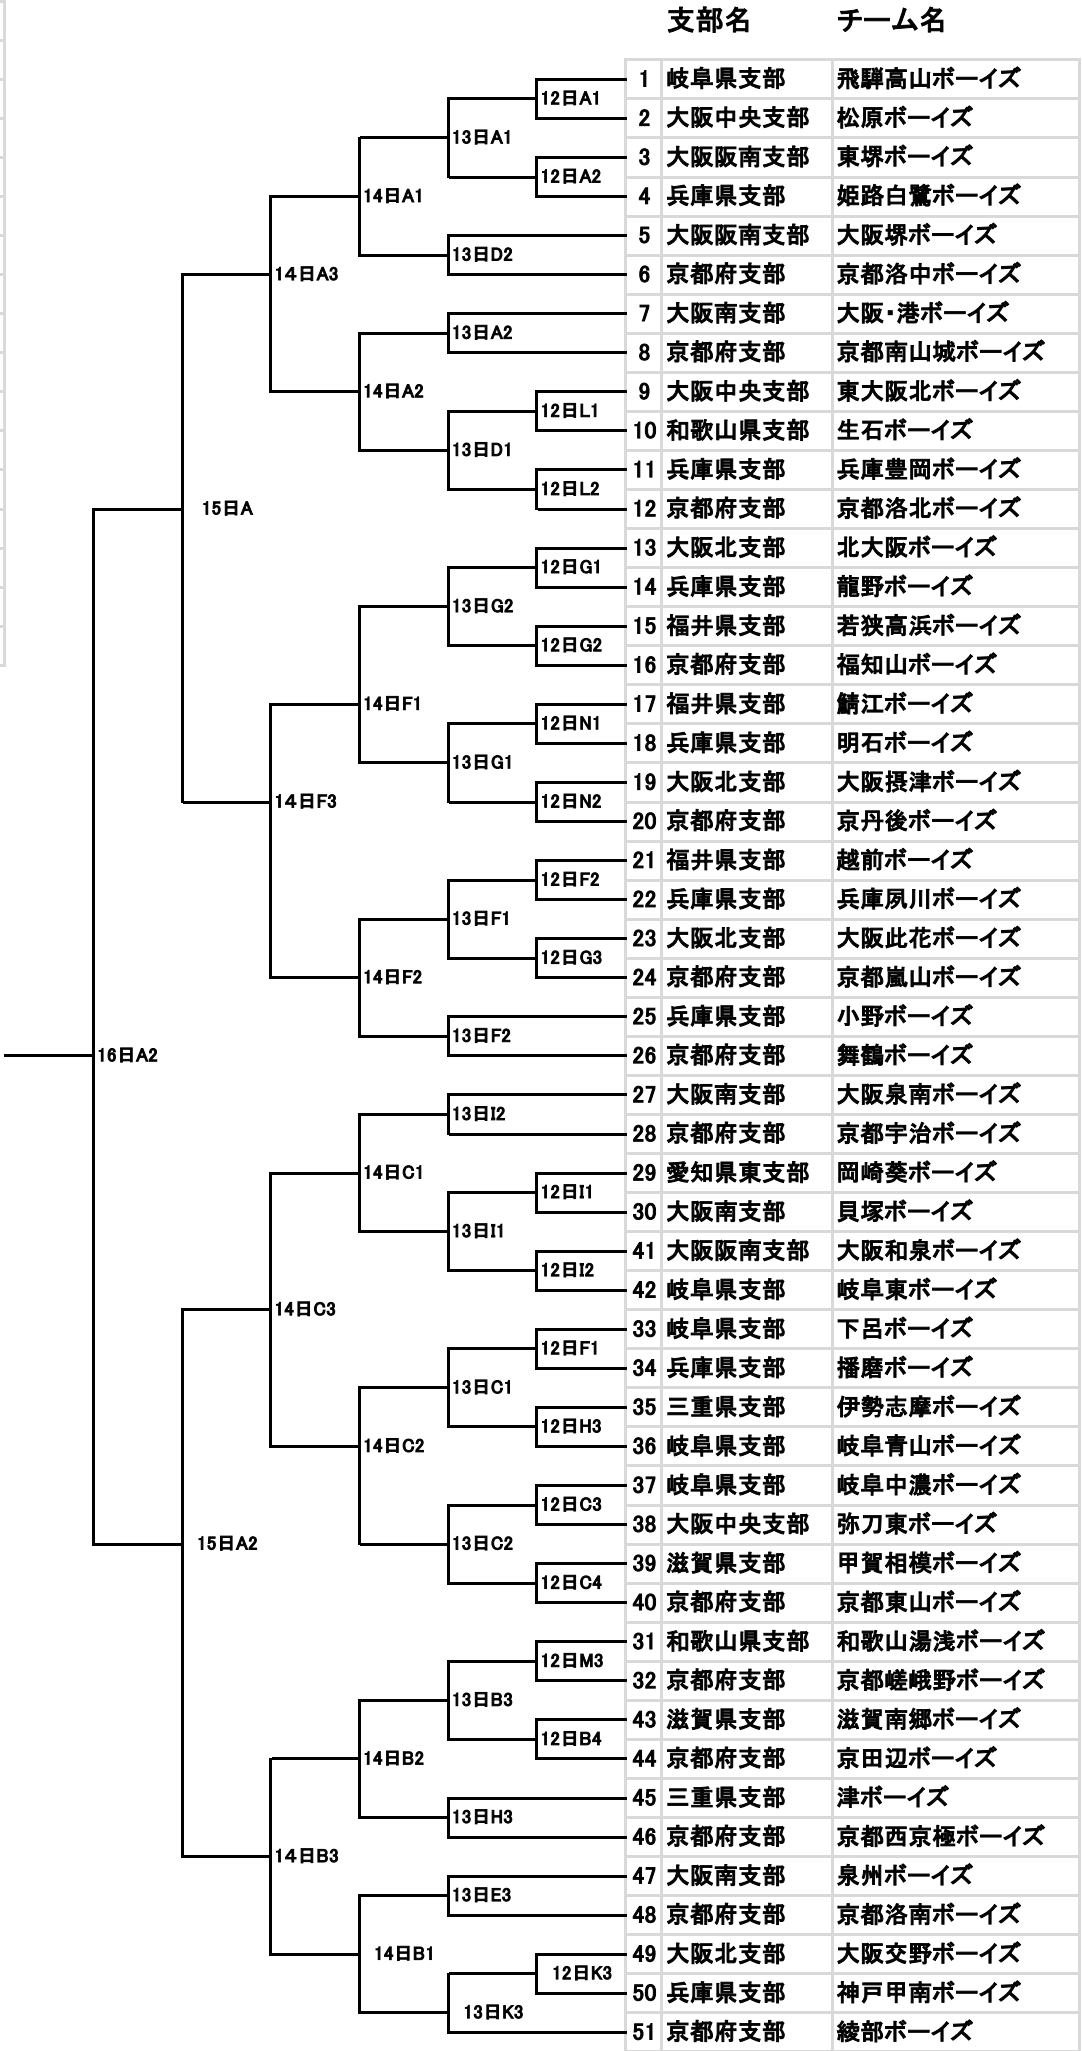 支部名 チーム名
1 岐阜県支部 飛騨高山ボーイズ
12日A1
2 大阪中央支部 松原ボーイズ
13日A1
3 大阪阪南支部 東堺ボーイズ
12日A2
14日A1 4 兵庫県支部 姫路白鷺ボーイズ
5 大阪阪南支部 大阪堺ボーイズ
13日D2
14日A3 6 京都府支部 京都洛中ボーイズ
7 大阪南支部 大阪・港ボーイズ
13日A2
8 京都府支部 京都南山城ボーイズ
14日A2 9 大阪中央支部 東大阪北ボーイズ
12日L1
10 和歌山県支部 生石ボーイズ
13日D1
11 兵庫県支部 兵庫豊岡ボーイズ
12日L2
15日A 12 京都府支部 京都洛北ボーイズ
13 大阪北支部 北大阪ボーイズ
12日G1
14 兵庫県支部 龍野ボーイズ
13日G2
15 福井県支部 若狭高浜ボーイズ
12日G2
16 京都府支部 福知山ボーイズ
14日F1 17 福井県支部 鯖江ボーイズ
12日N1
18 兵庫県支部 明石ボーイズ
13日G1
19 大阪北支部 大阪摂津ボーイズ
14日F3 12日N2
20 京都府支部 京丹後ボーイズ
21 福井県支部 越前ボーイズ
12日F2
22 兵庫県支部 兵庫夙川ボーイズ
13日F1
23 大阪北支部 大阪此花ボーイズ
12日G3
14日F2 24 京都府支部 京都嵐山ボーイズ
25 兵庫県支部 小野ボーイズ
13日F2
16日A2 26 京都府支部 舞鶴ボーイズ
27 大阪南支部 大阪泉南ボーイズ
13日I2
28 京都府支部 京都宇治ボーイズ
14日C1 29 愛知県東支部 岡崎葵ボーイズ
12日I1
30 大阪南支部 貝塚ボーイズ
13日I1
41 大阪阪南支部 大阪和泉ボーイズ
12日I2
42 岐阜県支部 岐阜東ボーイズ
14日C3
33 岐阜県支部 下呂ボーイズ
12日F1
34 兵庫県支部 播磨ボーイズ
13日C1
35 三重県支部 伊勢志摩ボーイズ
12日H3
14日C2 36 岐阜県支部 岐阜青山ボーイズ
37 岐阜県支部 岐阜中濃ボーイズ
12日C3
38 大阪中央支部 弥刀東ボーイズ
15日A2 13日C2
39 滋賀県支部 甲賀相模ボーイズ
12日C4
40 京都府支部 京都東山ボーイズ
31 和歌山県支部 和歌山湯浅ボーイズ
12日M3
32 京都府支部 京都嵯峨野ボーイズ
13日B3
43 滋賀県支部 滋賀南郷ボーイズ
12日B4
14日B2 44 京都府支部 京田辺ボーイズ
45 三重県支部 津ボーイズ
13日H3
46 京都府支部 京都西京極ボーイズ
14日B3
47 大阪南支部 泉州ボーイズ
13日E3
48 京都府支部 京都洛南ボーイズ
14日B1 49 大阪北支部 大阪交野ボーイズ
12日K3
50 兵庫県支部 神戸甲南ボーイズ
13日K3
51 京都府支部 綾部ボーイズ